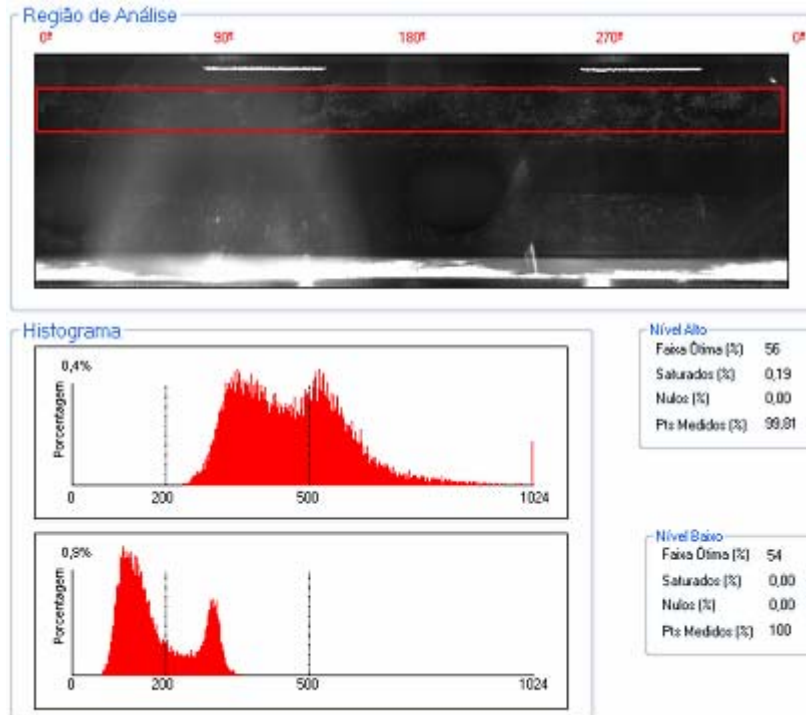 Região de Análise
0º 90º 180º 270º 0º
Histograma
0,4%
Porcentagem
0 200 500 1024
0,9%
Porcentagem
0 200 500 1024
Nível Alto
Faixa Ótima (%) 56
Saturados (%) 0,19
Nulos (%) 0,00
Pts Medidos (%) 99.81
Nível Baixo
Faixa Ótima (%) 54
Saturados (%) 0,00
Nulos (%) 0,00
Pts Medidos (%) 100